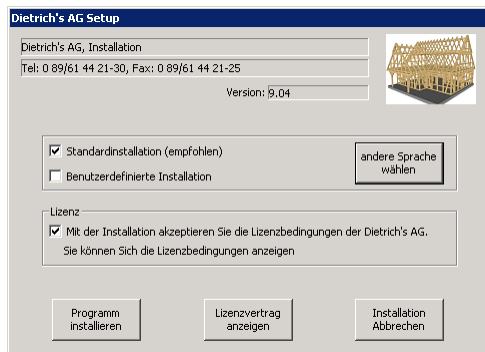 Dietrich's AG Setup
Dietrich's AG, Installation
Tel: 0 89/61 44 21-30, Fax: 0 89/61 44 21-25
Version: 9.04
Standardinstallation (empfohlen)
Benutzerdefinierte Installation
andere Sprache
wählen
Lizenz
Mit der Installation akzeptieren Sie die Lizenzbedingungen der Dietrich's AG.
Sie können Sich die Lizenzbedingungen anzeigen
Programm
installieren
Lizenzvertrag
anzeigen
Installation
Abbrechen